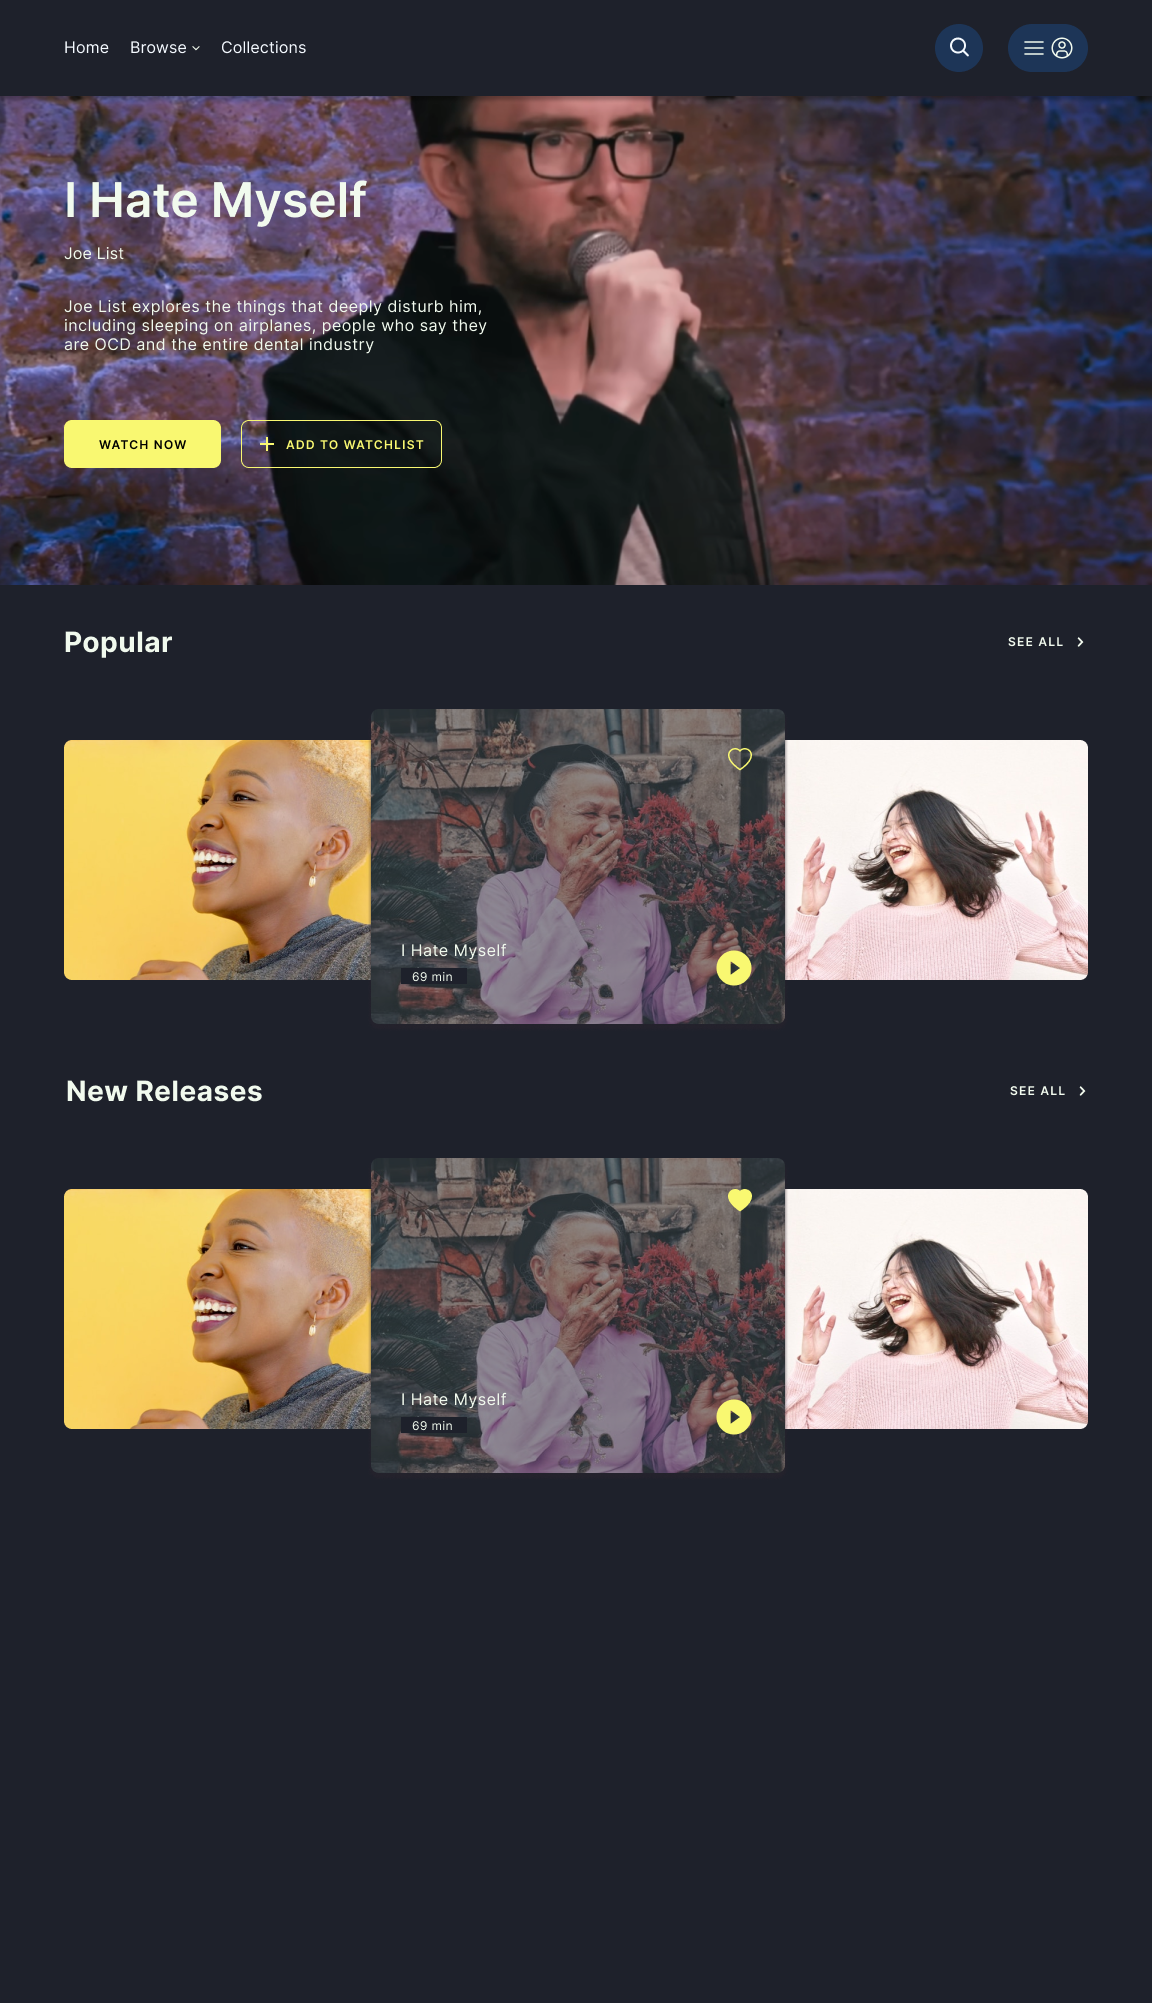 Home Browse Collections
I Hate Myself
Joe List
Joe List explores the things that deeply disturb him,
including sleeping on airplanes, people who say they
are OCD and the entire dental industry
WATCH NOW ADD TO WATCHLIST
Popular SEE ALL
I Hate Myself
69 min
New Releases SEE ALL
I Hate Myself
69 min